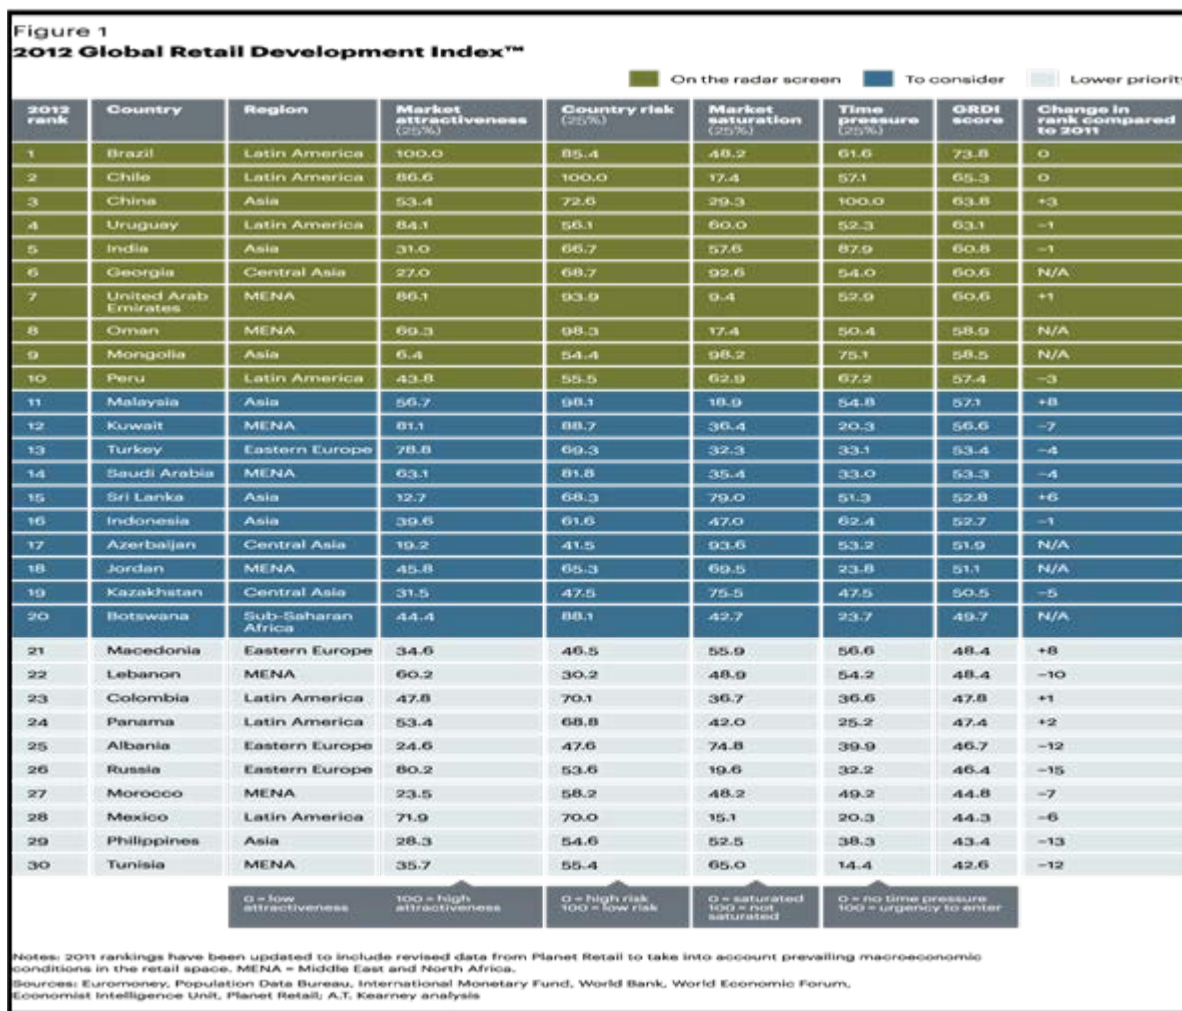 Figure 1
2012 Global Retail Development Index™
On the radar screen To consider Lower priority
2012 rank Country Region Market attractiveness (25%) Country risk (25%) Market saturation (25%) Time pressure (25%) GRDI score Change in rank compared to 2011
1 Brazil Latin America 100.0 85.4 48.2 61.6 73.8 0
2 Chile Latin America 86.6 100.0 17.4 57.1 65.3 0
3 China Asia 53.4 72.6 29.3 100.0 63.8 +3
4 Uruguay Latin America 84.1 56.1 60.0 52.3 63.1 −1
5 India Asia 31.0 66.7 57.6 87.9 60.8 −1
6 Georgia Central Asia 27.0 68.7 92.6 54.0 60.6 N/A
7 United Arab Emirates MENA 86.1 93.9 9.4 52.9 60.6 +1
8 Oman MENA 69.3 98.3 17.4 50.4 58.9 N/A
9 Mongolia Asia 6.4 54.4 98.2 75.1 58.5 N/A
10 Peru Latin America 43.8 55.5 62.9 67.2 57.4 −3
11 Malaysia Asia 56.7 98.1 18.9 54.8 57.1 +8
12 Kuwait MENA 81.1 88.7 36.4 20.3 56.6 −7
13 Turkey Eastern Europe 78.8 69.3 32.3 33.1 53.4 −4
14 Saudi Arabia MENA 63.1 81.8 35.4 33.0 53.3 −4
15 Sri Lanka Asia 12.7 68.3 79.0 51.3 52.8 +6
16 Indonesia Asia 39.6 61.6 47.0 62.4 52.7 −1
17 Azerbaijan Central Asia 19.2 41.5 93.6 53.2 51.9 N/A
18 Jordan MENA 45.8 65.3 69.5 23.8 51.1 N/A
19 Kazakhstan Central Asia 31.5 47.5 75.5 47.5 50.5 −5
20 Botswana Sub-Saharan Africa 44.4 88.1 42.7 23.7 49.7 N/A
21 Macedonia Eastern Europe 34.6 46.5 55.9 56.6 48.4 +8
22 Lebanon MENA 60.2 30.2 48.9 54.2 48.4 −10
23 Colombia Latin America 47.8 70.1 36.7 36.6 47.8 +1
24 Panama Latin America 53.4 68.8 42.0 25.2 47.4 +2
25 Albania Eastern Europe 24.6 47.6 74.8 39.9 46.7 −12
26 Russia Eastern Europe 80.2 53.6 19.6 32.2 46.4 −15
27 Morocco MENA 23.5 58.2 48.2 49.2 44.8 −7
28 Mexico Latin America 71.9 70.0 15.1 20.3 44.3 −6
29 Philippines Asia 28.3 54.6 52.5 38.3 43.4 −13
30 Tunisia MENA 35.7 55.4 65.0 14.4 42.6 −12
0 = low attractiveness 100 = high attractiveness 0 = high risk 100 = low risk 0 = saturated 100 = not saturated 0 = no time pressure 100 = urgency to enter
Notes: 2011 rankings have been updated to include revised data from Planet Retail to take into account prevailing macroeconomic
conditions in the retail space. MENA = Middle East and North Africa.
Sources: Euromoney, Population Data Bureau, International Monetary Fund, World Bank, World Economic Forum,
Economist Intelligence Unit, Planet Retail; A.T. Kearney analysis